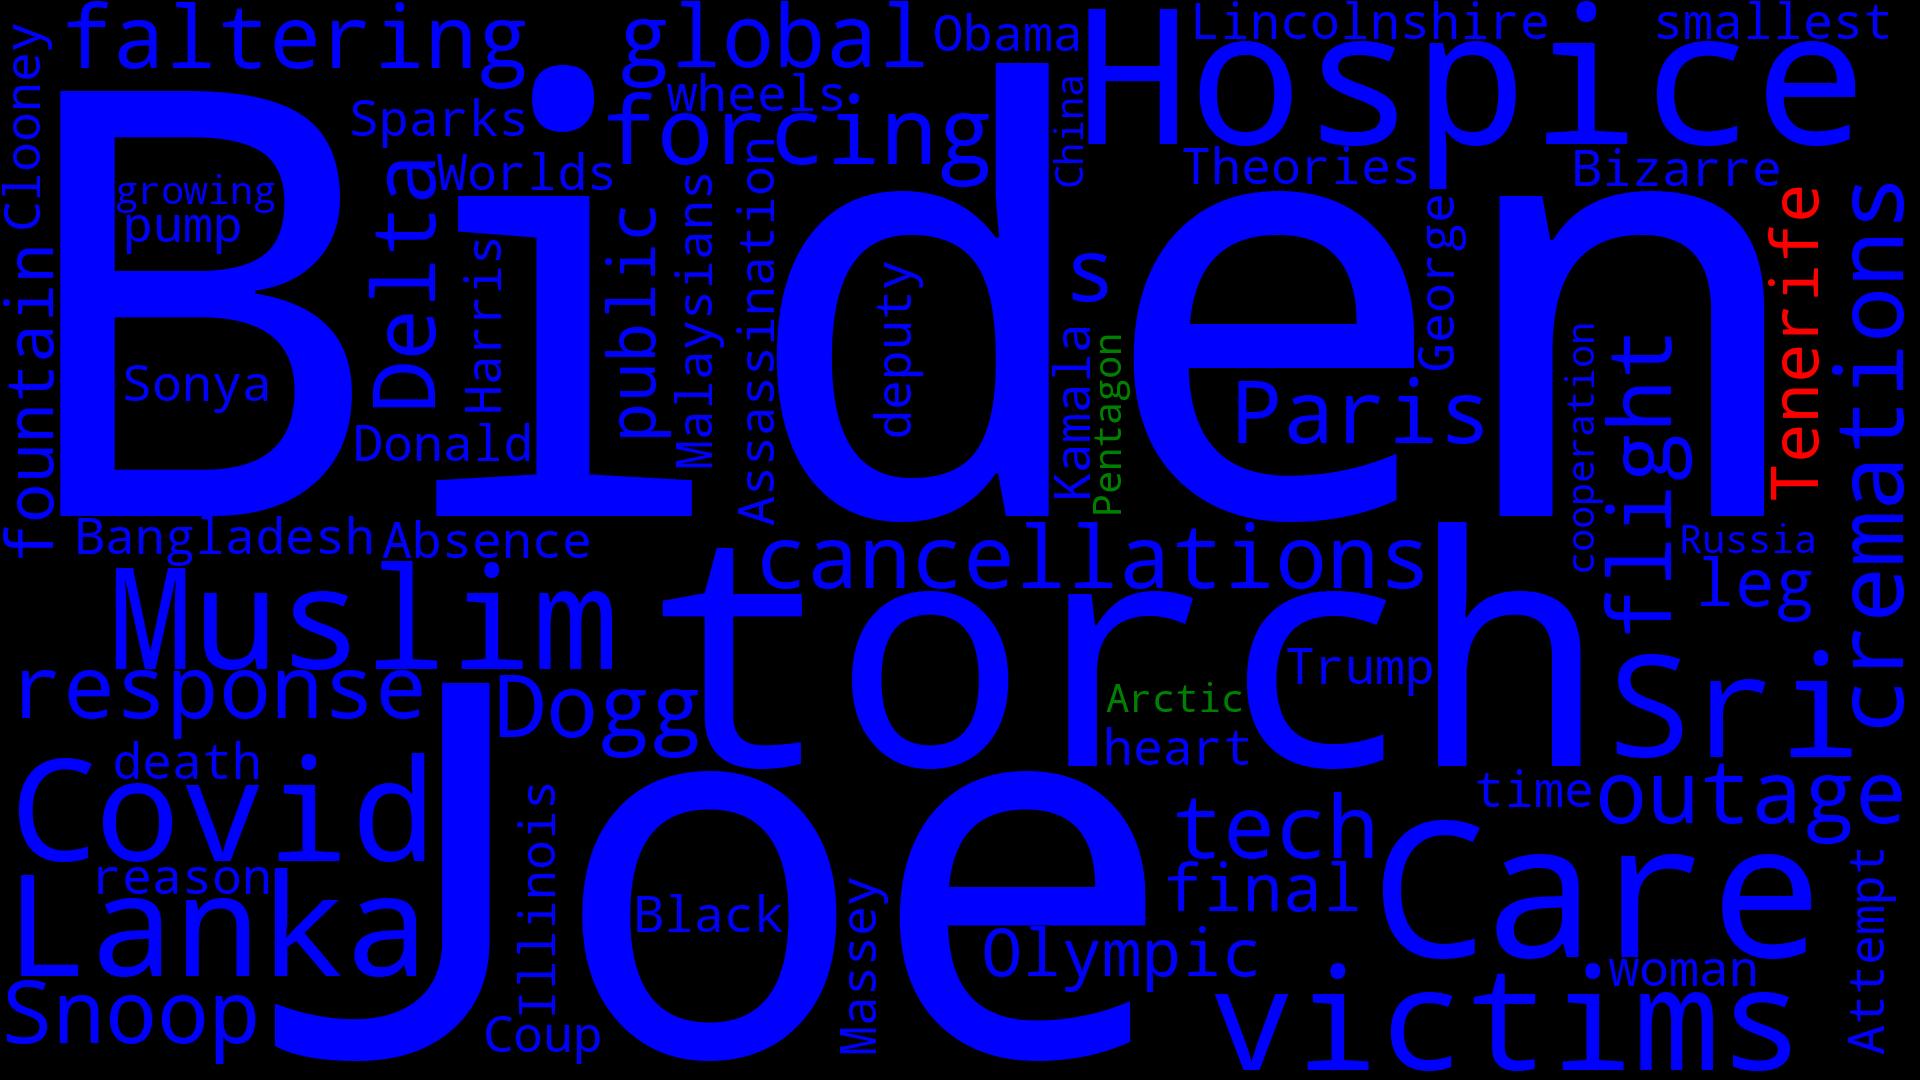 faltering
global
Obama
Lincolnshire
smallest
Clooney
Hospice
wheels
Sparks
forcing
China
Worlds
Theories
Bizarre
growing
pump
Delta
Biden
Harris
public
Malaysians
Assassination
deputy
s
George
Tenerife
cremations
fountain
Sonya
Donald
Kamala
Pentagon
Paris
cooperation
flight
Bangladesh
Absence
cancellations
Russia
leg
Muslim
torch
response
Dogg
Arctic
Trump
heart
Sri
Covid
death
Joe
Illinois
tech
time
outage
reason
Lanka
Black
Massey
final
Care
Attempt
Olympic
woman
Snoop
Coup
victims